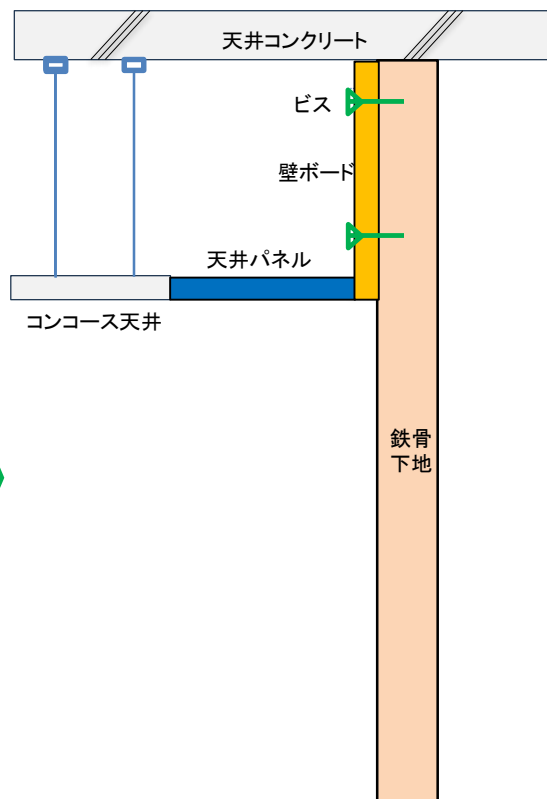 天井コンクリート
ビス
壁ボード
天井パネル
コンコース天井
鉄骨
下地